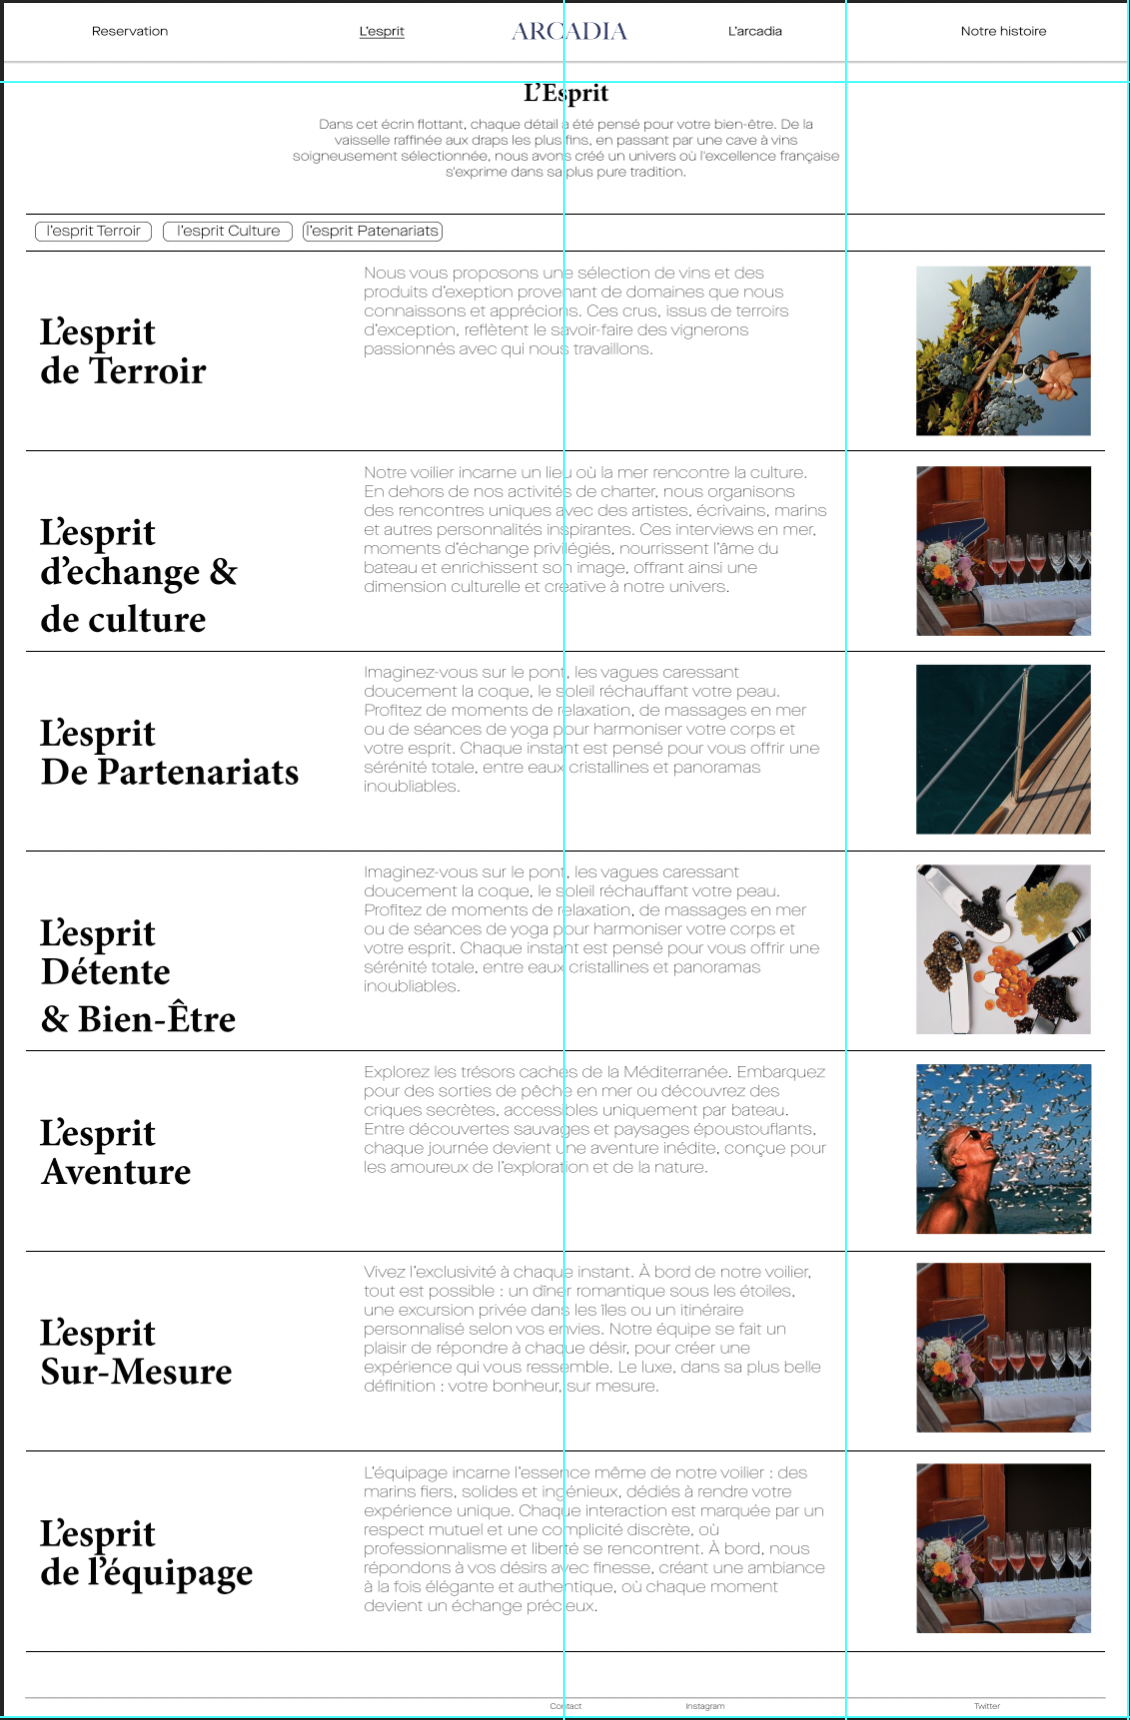 Reservation
L'esprit
ARCADIA
L'arcadia
Notre histoire
L'Esprit
Dans cet écrin flottant, chaque détail a été pensé pour votre bien-être. De la
vaisselle raffinée aux draps les plus fins, en passant par une cave à vins
soigneusement sélectionnée, nous avons créé un univers où l'excellence française
s'exprime dans sa plus pure tradition.
l'esprit Terroir
l'esprit Culture
l'esprit Patenariats
L'esprit
de Terroir
Nous vous proposons une sélection de vins et des
produits d'exeption provenant de domaines que nous
connaissons et apprécions. Ces crus, issus de terroirs
d'exception, reflètent le savoir-faire des vignerons
passionnés avec qui nous travaillons.
L'esprit
d'echange &
de culture
Notre voilier incarne un lieu où la mer rencontre la culture.
En dehors de nos activités de charter, nous organisons
des rencontres uniques avec des artistes, écrivains, marins
et autres personnalités inspirantes. Ces interviews en mer,
moments d'échange privilégiés, nourrissent l'âme du
bateau et enrichissent son image, offrant ainsi une
dimension culturelle et créative à notre univers.
L'esprit
De Partenariats
Imaginez-vous sur le pont, les vagues caressant
doucement la coque, le soleil réchauffant votre peau.
Profitez de moments de relaxation, de massages en mer
ou de séances de yoga pour harmoniser votre corps et
votre esprit. Chaque instant est pensé pour vous offrir une
sérénité totale, entre eaux cristallines et panoramas
inoubliables.
L'esprit
Détente
& Bien-Être
Imaginez-vous sur le pont, les vagues caressant
doucement la coque, le soleil réchauffant votre peau.
Profitez de moments de relaxation, de massages en mer
ou de séances de yoga pour harmoniser votre corps et
votre esprit. Chaque instant est pensé pour vous offrir une
sérénité totale, entre eaux cristallines et panoramas
inoubliables.
L'esprit
Aventure
Explorez les trésors cachés de la Méditerranée. Embarquez
pour des sorties de pêche en mer ou découvrez des
criques secrètes, accessibles uniquement par bateau.
Entre découvertes sauvages et paysages époustouflants,
chaque journée devient une aventure inédite, conçue pour
les amoureux de l'exploration et de la nature.
L'esprit
Sur-Mesure
Vivez l'exclusivité à chaque instant. À bord de notre voilier,
tout est possible : un dîner romantique sous les étoiles,
une excursion privée dans les îles ou un itinéraire
personnalisé selon vos envies. Notre équipe se fait un
plaisir de répondre à chaque désir, pour créer une
expérience qui vous ressemble. Le luxe, dans sa plus belle
définition : votre bonheur, sur mesure.
L'esprit
de l'équipage
L'équipage incarne l'essence même de notre voilier : des
marins fiers, solides et ingénieux, dédiés à rendre votre
expérience unique. Chaque interaction est marquée par un
respect mutuel et une complicité discrète, où
professionnalisme et liberté se rencontrent. À bord, nous
répondons à vos désirs avec finesse, créant une ambiance
à la fois élégante et authentique, où chaque moment
devient un échange précieux.
Contact
Instagram
Twitter